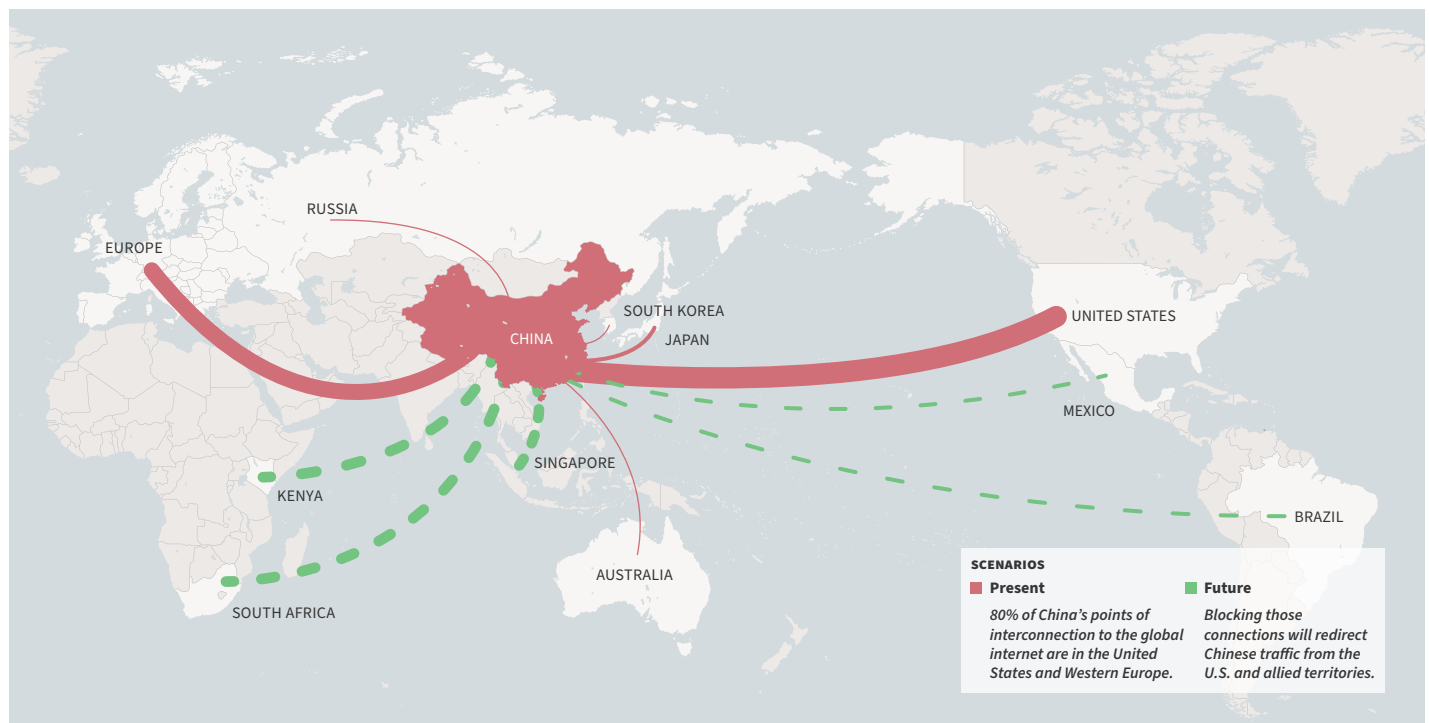 RUSSIA
EUROPE
SOUTH KOREA
UNITED STATES
CHINA
JAPAN
MEXICO
SINGAPORE
KENYA
BRAZIL
AUSTRALIA
SOUTH AFRICA
SCENARIOS
Present
80% of China's points of
interconnection to the global
internet are in the United
States and Western Europe.
Future
Blocking those
connections will redirect
Chinese traffic from the
U.S. and allied territories.